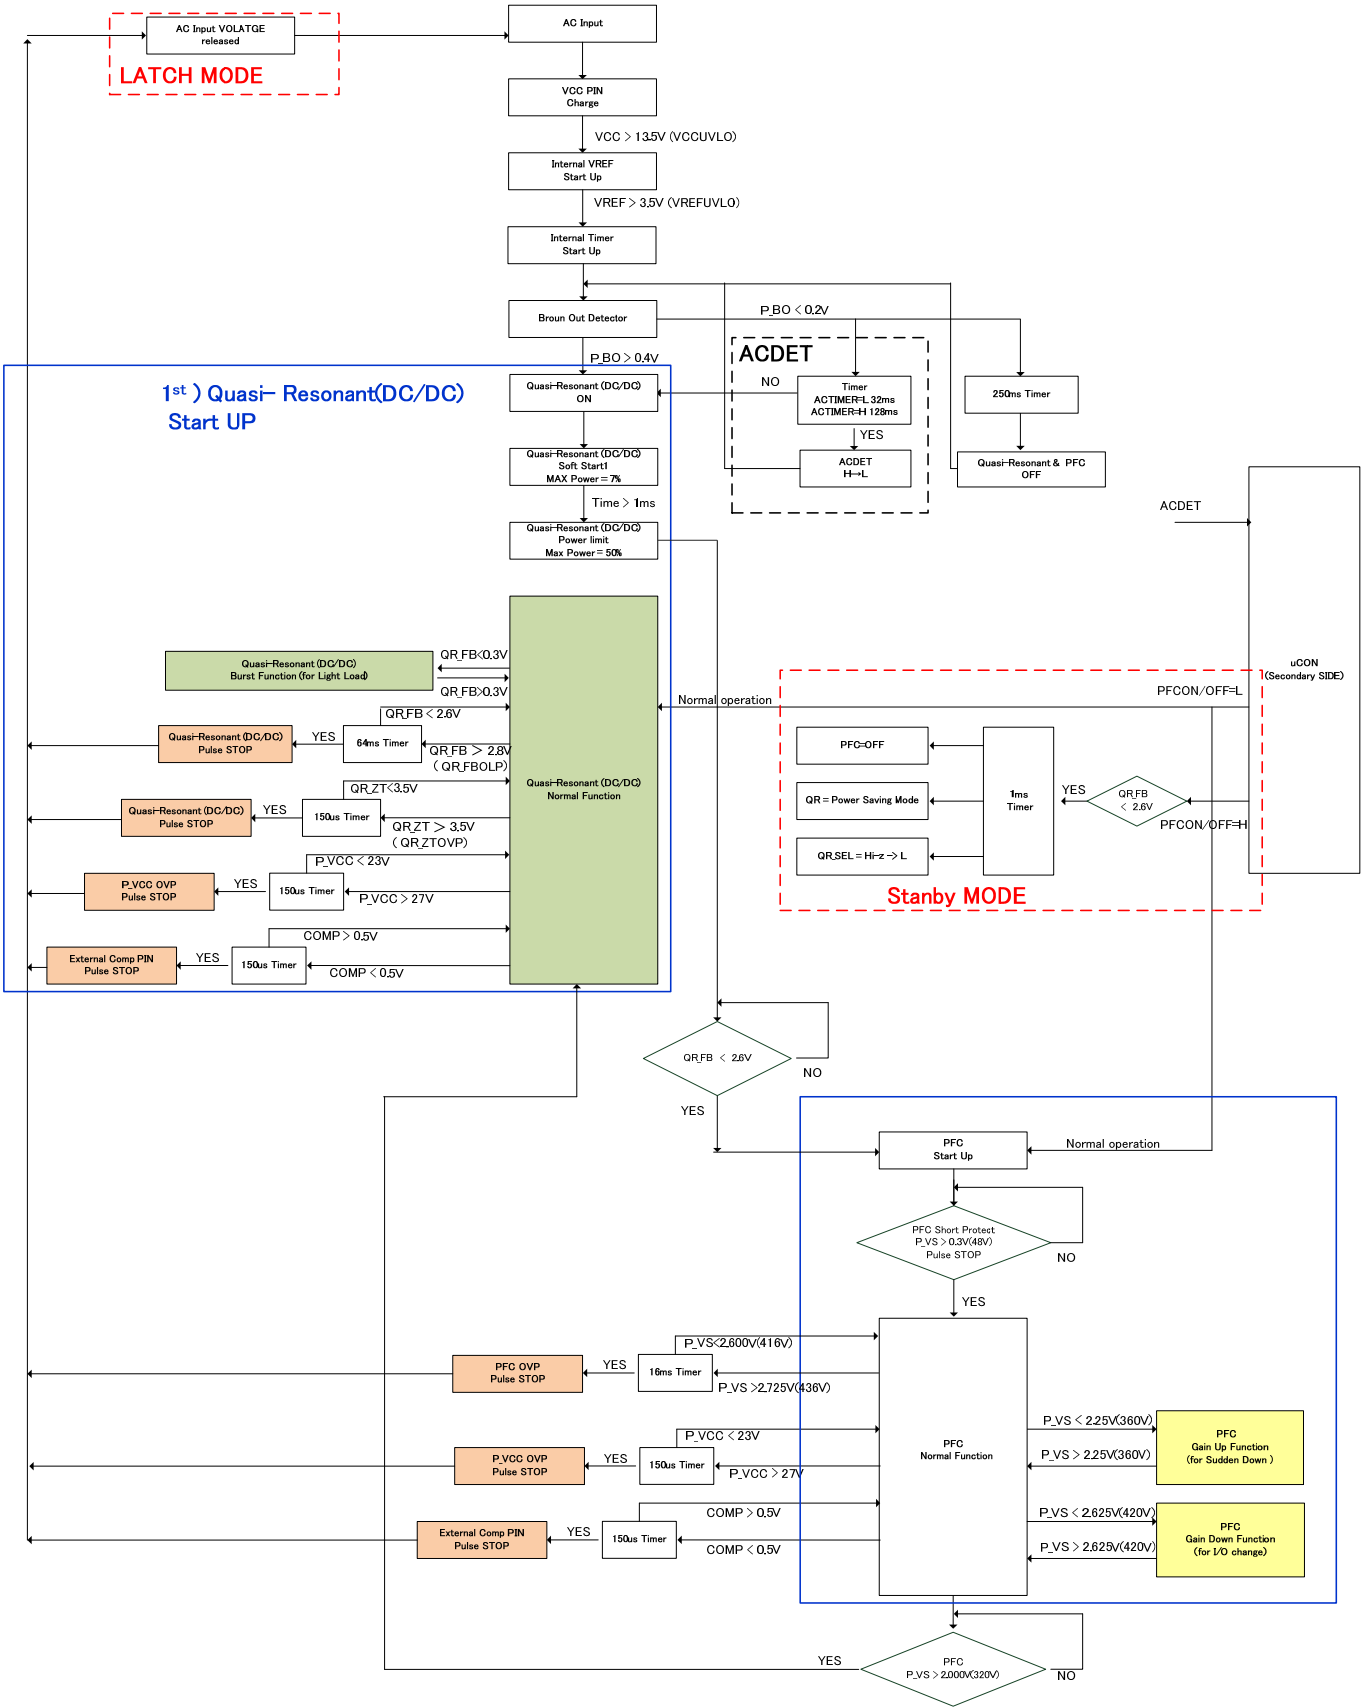 AC Input VOLATGE
released
LATCH MODE
AC Input
VCC PIN
Charge
VCC > 13.5V (VCCUVLO)
Internal VREF
Start Up
VREF > 3.5V (VREFUVLO)
Internal Timer
Start Up
Broun Out Detector
P_BO < 0.2V
P_BO > 0.4V
ACDET
Timer
ACTIMER=L 32ms
ACTIMER=H 128ms
NO
YES
ACDET
H→L
250ms Timer
Quasi-Resonant & PFC
OFF
1st ) Quasi- Resonant(DC/DC)
Start UP
Quasi-Resonant (DC/DC)
ON
Quasi-Resonant (DC/DC)
Soft Start1
MAX Power = 7%
Time > 1ms
Quasi-Resonant (DC/DC)
Power limit
Max Power = 50%
ACDET
uCON
(Secondary SIDE)
Quasi-Resonant (DC/DC)
Burst Function (for Light Load)
QR_FB<0.3V
QR_FB>0.3V
Quasi-Resonant (DC/DC)
Pulse STOP
YES
64ms Timer
QR_FB < 2.6V
QR_FB > 2.8V
( QR_FBOLP)
Quasi-Resonant (DC/DC)
Pulse STOP
YES
150us Timer
QR_ZT<3.5V
QR_ZT > 3.5V
( QR_ZTOVP)
P_VCC OVP
Pulse STOP
YES
150us Timer
P_VCC < 23V
P_VCC > 27V
External Comp PIN
Pulse STOP
YES
150us Timer
COMP > 0.5V
COMP < 0.5V
Quasi-Resonant (DC/DC)
Normal Function
Normal operation
PFCON/OFF=L
PFC=OFF
QR = Power Saving Mode
QR_SEL = Hi-z -> L
1ms
Timer
YES
QR_FB
< 2.6V
PFCON/OFF=H
Stanby MODE
QR_FB < 2.6V
NO
YES
PFC
Start Up
Normal operation
PFC Short Protect
P_VS > 0.3V(48V)
Pulse STOP
NO
YES
PFC OVP
Pulse STOP
YES
16ms Timer
P_VS<2.600V(416V)
P_VS >2.725V(436V)
P_VCC OVP
Pulse STOP
YES
150us Timer
P_VCC < 23V
P_VCC > 27V
External Comp PIN
Pulse STOP
YES
150us Timer
COMP > 0.5V
COMP < 0.5V
PFC
Normal Function
P_VS < 2.25V(360V)
P_VS > 2.25V(360V)
PFC
Gain Up Function
(for Sudden Down )
P_VS < 2.625V(420V)
P_VS > 2.625V(420V)
PFC
Gain Down Function
(for I/O change)
YES
PFC
P_VS > 2.000V(320V)
NO